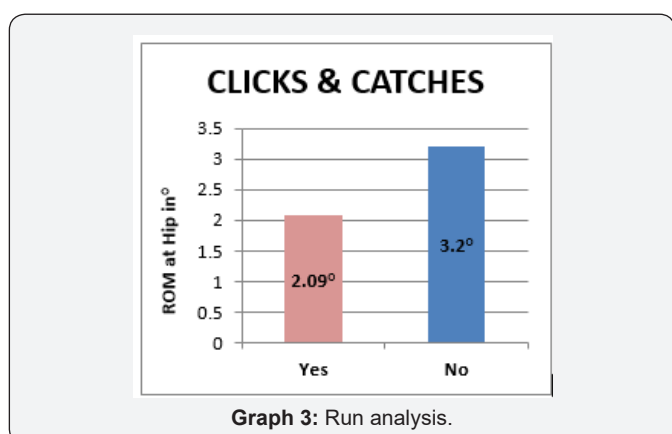 CLICKS & CATCHES
ROM at Hip in°
3.5
3
2.5
2
1.5
1
0.5
0
2.09°
3.2°
Yes No
Graph 3: Run analysis.